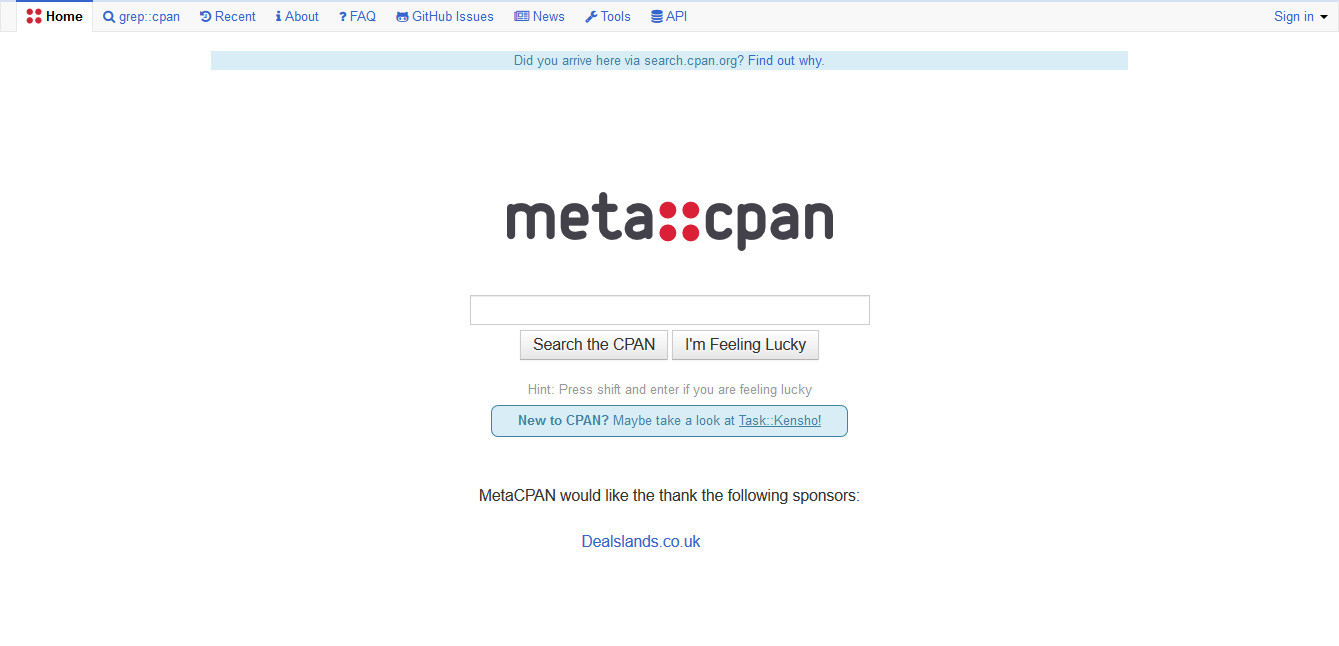 Home grep::cpan Recent About FAQ GitHub Issues News Tools API Sign in
Did you arrive here via search.cpan.org? Find out why.
meta::cpan
Search the CPAN I'm Feeling Lucky
Hint: Press shift and enter if you are feeling lucky
New to CPAN? Maybe take a look at Task::Kensho!
MetaCPAN would like the thank the following sponsors:
Dealslands.co.uk